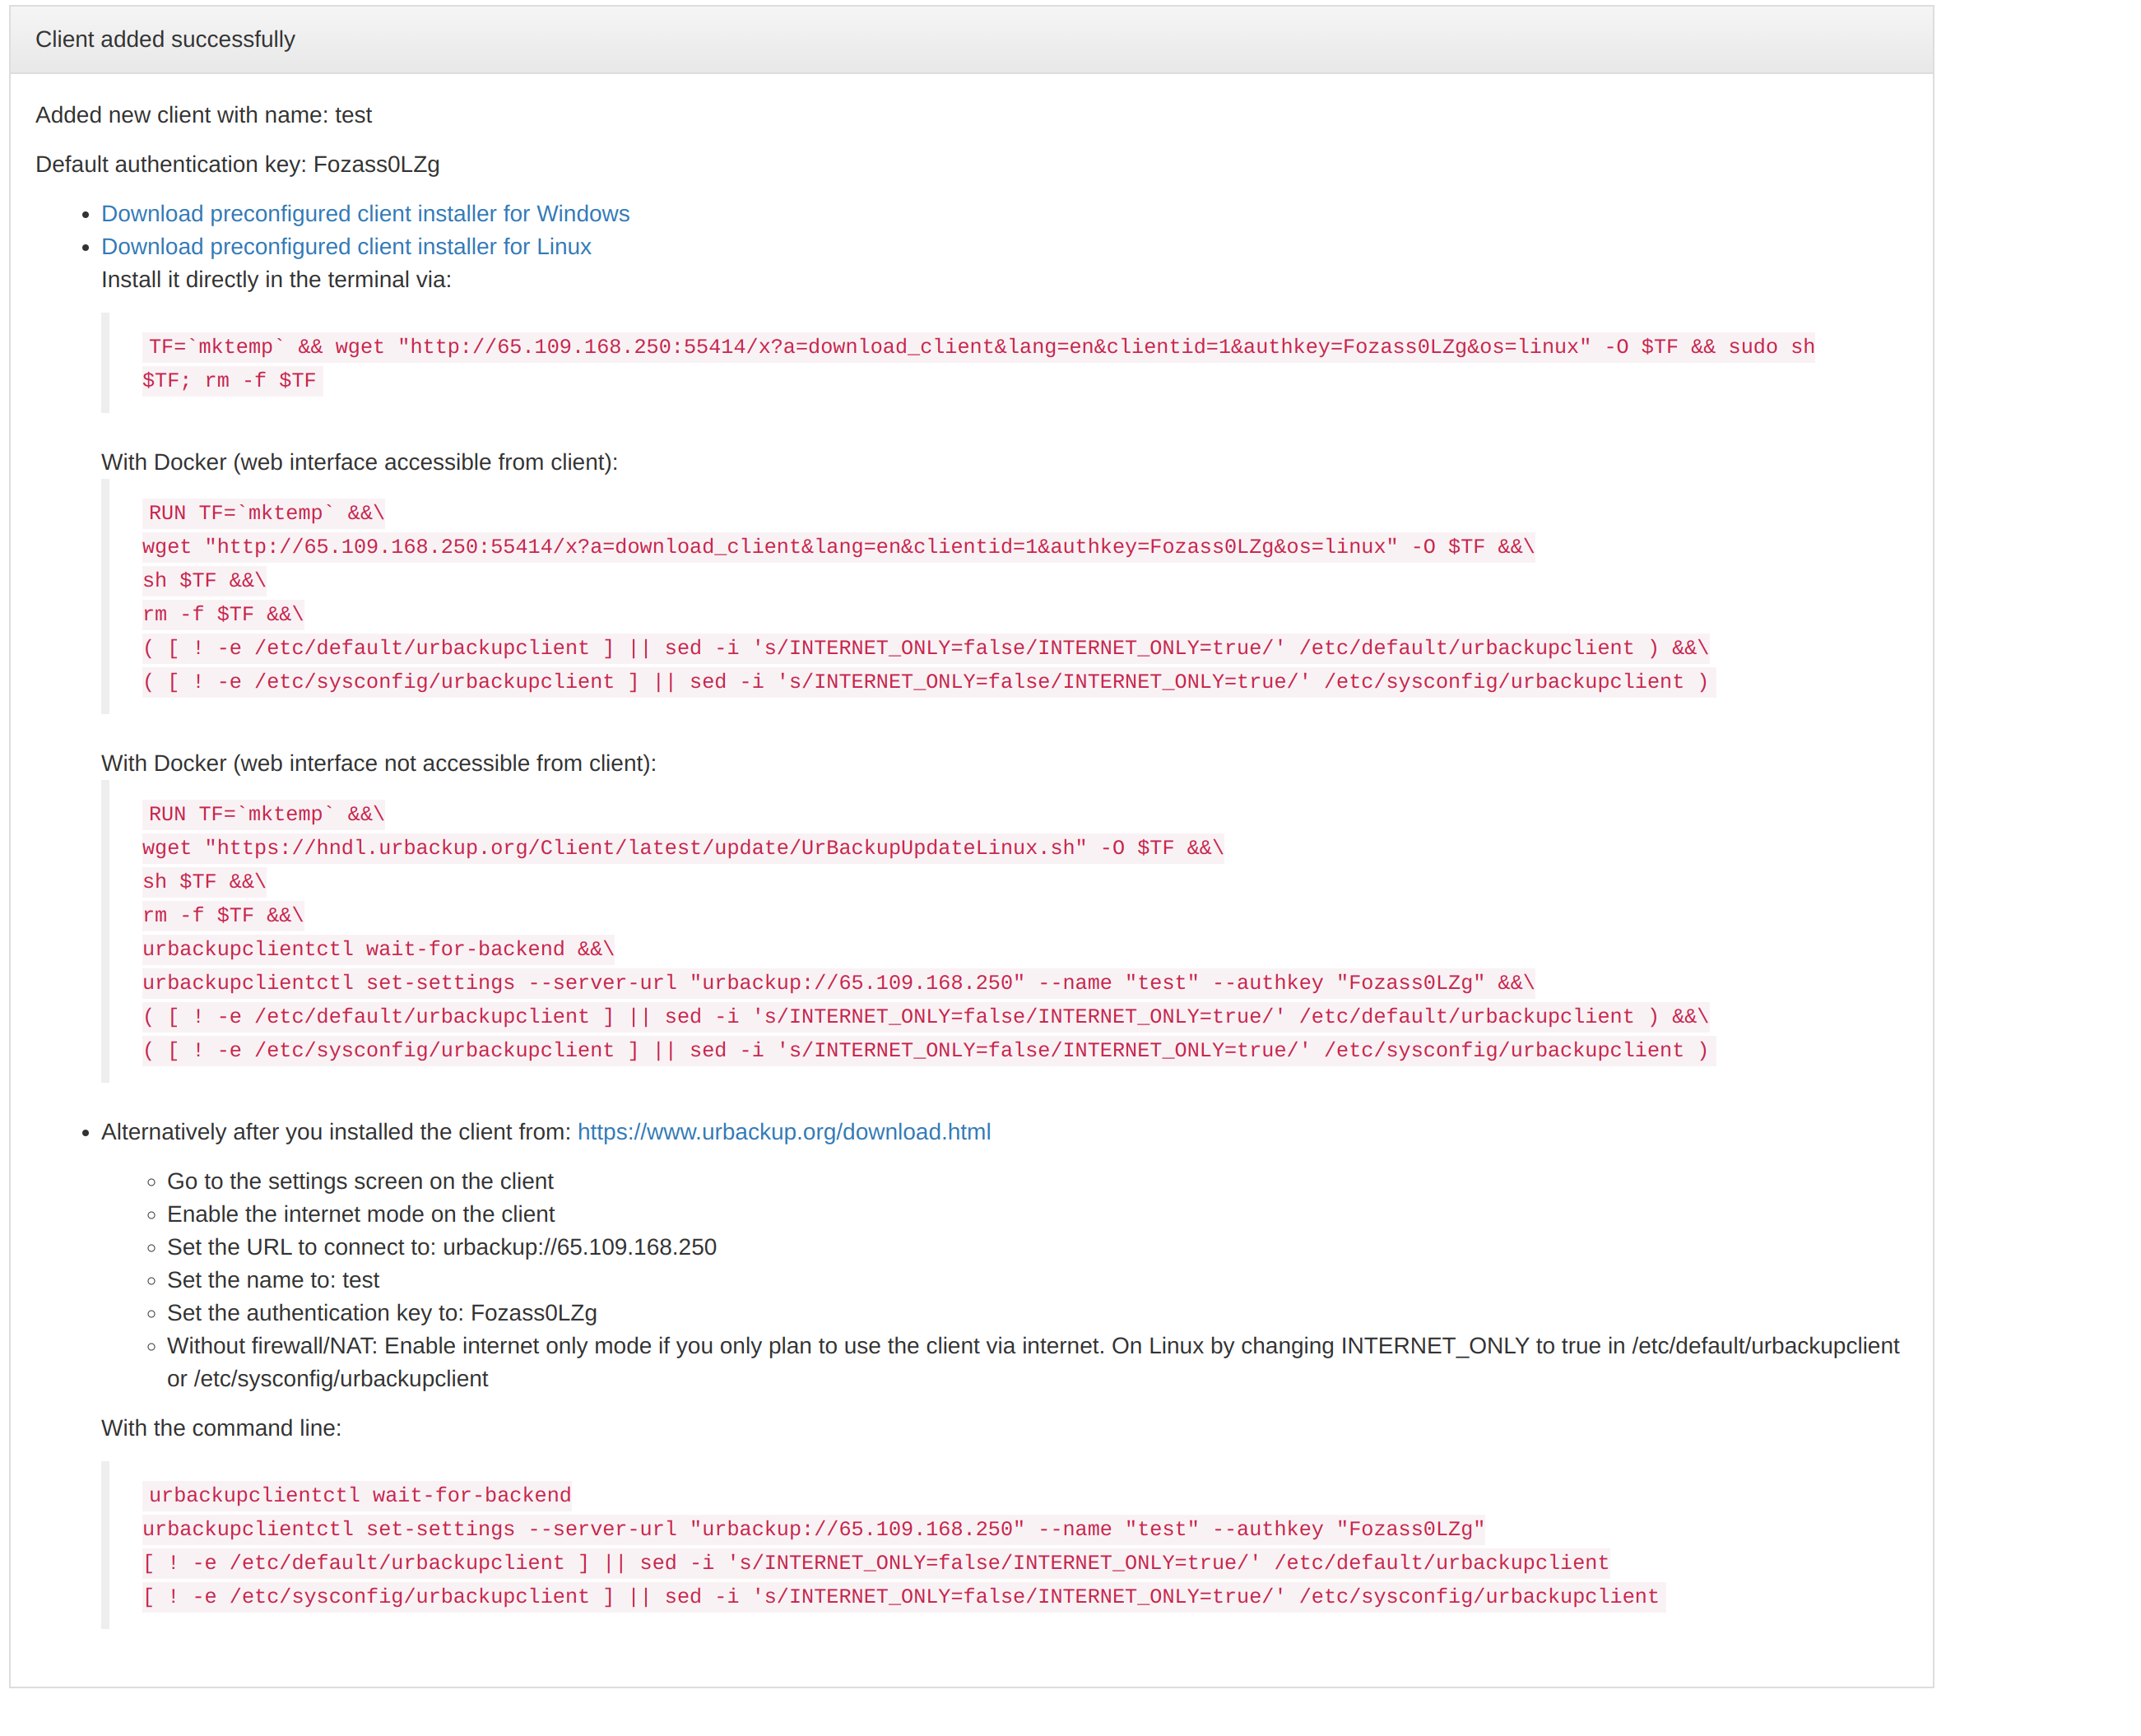 Client added successfully
Added new client with name: test
Default authentication key: Fozass0LZg
Download preconfigured client installer for Windows
Download preconfigured client installer for Linux
Install it directly in the terminal via:
TF=`mktemp` && wget "http://65.109.168.250:55414/x?a=download_client&lang=en&clientid=1&authkey=Fozass0LZg&os=linux" -O $TF && sudo sh
$TF; rm -f $TF
With Docker (web interface accessible from client):
RUN TF=`mktemp` &&\
wget "http://65.109.168.250:55414/x?a=download_client&lang=en&clientid=1&authkey=Fozass0LZg&os=linux" -O $TF &&\
sh $TF &&\
rm -f $TF &&\
( [ ! -e /etc/default/urbackupclient ] || sed -i 's/INTERNET_ONLY=false/INTERNET_ONLY=true/' /etc/default/urbackupclient ) &&\
( [ ! -e /etc/sysconfig/urbackupclient ] || sed -i 's/INTERNET_ONLY=false/INTERNET_ONLY=true/' /etc/sysconfig/urbackupclient )
With Docker (web interface not accessible from client):
RUN TF=`mktemp` &&\
wget "https://hndl.urbackup.org/Client/latest/update/UrBackupUpdateLinux.sh" -O $TF &&\
sh $TF &&\
rm -f $TF &&\
urbackupclientctl wait-for-backend &&\
urbackupclientctl set-settings --server-url "urbackup://65.109.168.250" --name "test" --authkey "Fozass0LZg" &&\
( [ ! -e /etc/default/urbackupclient ] || sed -i 's/INTERNET_ONLY=false/INTERNET_ONLY=true/' /etc/default/urbackupclient ) &&\
( [ ! -e /etc/sysconfig/urbackupclient ] || sed -i 's/INTERNET_ONLY=false/INTERNET_ONLY=true/' /etc/sysconfig/urbackupclient )
Alternatively after you installed the client from: https://www.urbackup.org/download.html
Go to the settings screen on the client
Enable the internet mode on the client
Set the URL to connect to: urbackup://65.109.168.250
Set the name to: test
Set the authentication key to: Fozass0LZg
Without firewall/NAT: Enable internet only mode if you only plan to use the client via internet. On Linux by changing INTERNET_ONLY to true in /etc/default/urbackupclient
or /etc/sysconfig/urbackupclient
With the command line:
urbackupclientctl wait-for-backend
urbackupclientctl set-settings --server-url "urbackup://65.109.168.250" --name "test" --authkey "Fozass0LZg"
[ ! -e /etc/default/urbackupclient ] || sed -i 's/INTERNET_ONLY=false/INTERNET_ONLY=true/' /etc/default/urbackupclient
[ ! -e /etc/sysconfig/urbackupclient ] || sed -i 's/INTERNET_ONLY=false/INTERNET_ONLY=true/' /etc/sysconfig/urbackupclient